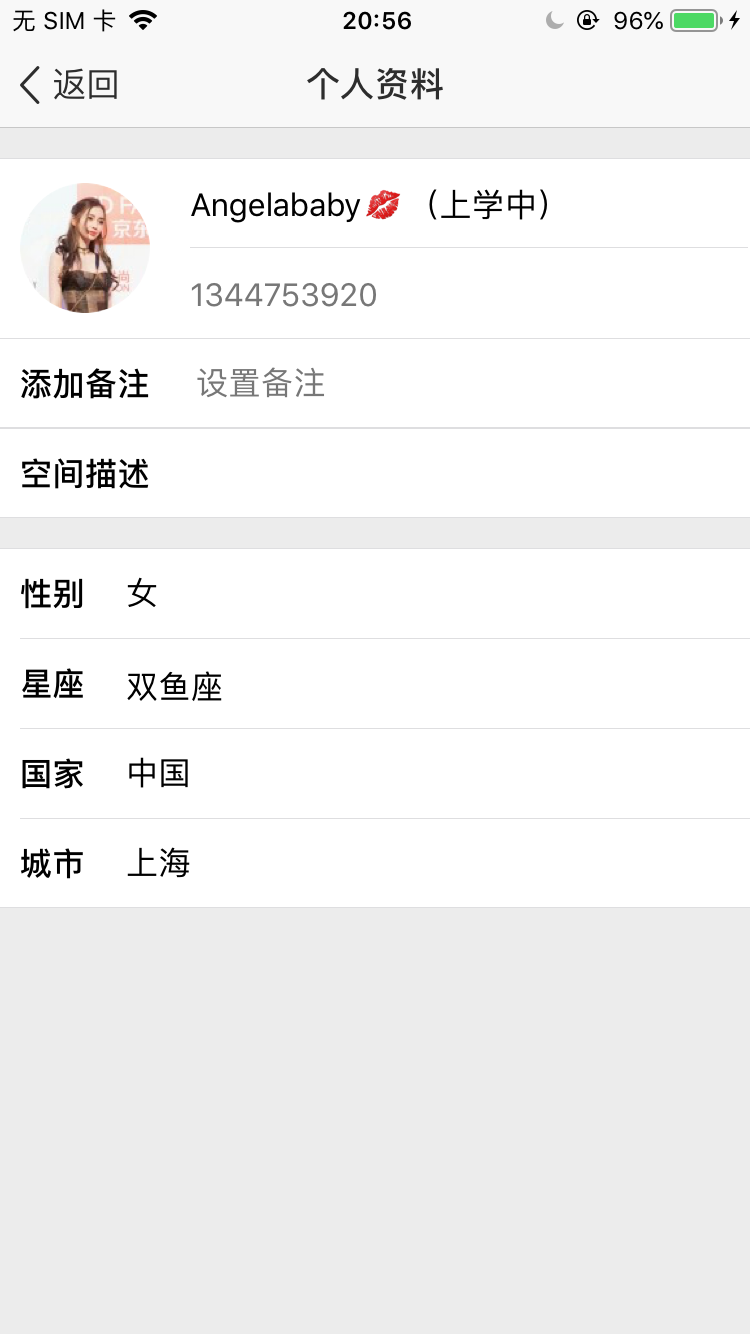 无 SIM 卡 20:56 96%
返回 个人资料
Angelababy💋（上学中）
1344753920
添加备注 设置备注
空间描述
性别 女
星座 双鱼座
国家 中国
城市 上海
京东